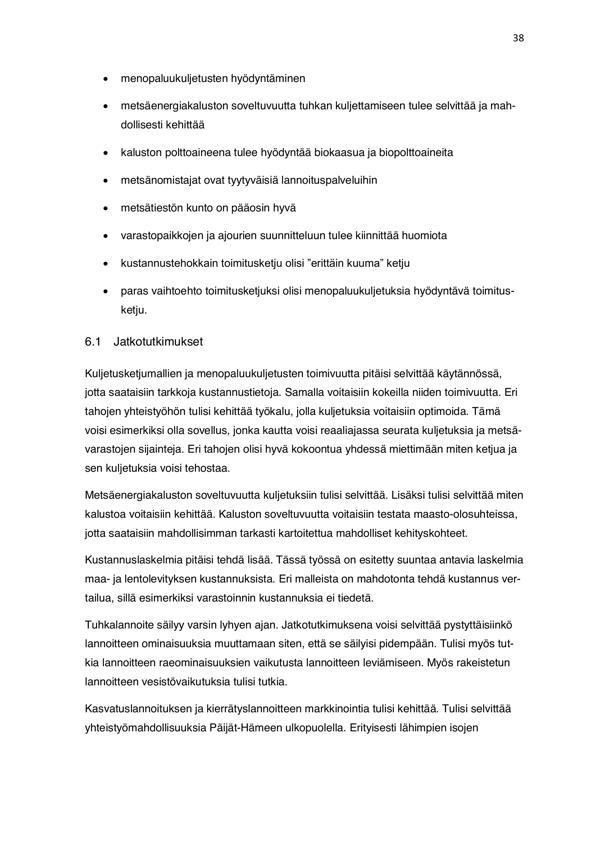 38
• menopaluukuljetusten hyödyntäminen
• metsäenergiakaluston soveltuvuutta tuhkan kuljettamiseen tulee selvittää ja mah-
dollisesti kehittää
• kaluston polttoaineena tulee hyödyntää biokaasua ja biopolttoaineita
• metsänomistajat ovat tyytyväisiä lannoituspalveluihin
• metsätiestön kunto on pääosin hyvä
• varastopaikkojen ja ajourien suunnitteluun tulee kiinnittää huomiota
• kustannustehokkain toimitusketju olisi ”erittäin kuuma” ketju
• paras vaihtoehto toimitusketjuksi olisi menopaluukuljetuksia hyödyntävä toimitus-
ketju.
6.1 Jatkotutkimukset
Kuljetusketjumallien ja menopaluukuljetusten toimivuutta pitäisi selvittää käytännössä,
jotta saataisiin tarkkoja kustannustietoja. Samalla voitaisiin kokeilla niiden toimivuutta. Eri
tahojen yhteistyöhön tulisi kehittää työkalu, jolla kuljetuksia voitaisiin optimoida. Tämä
voisi esimerkiksi olla sovellus, jonka kautta voisi reaaliajassa seurata kuljetuksia ja metsä-
varastojen sijainteja. Eri tahojen olisi hyvä kokoontua yhdessä miettimään miten ketjua ja
sen kuljetuksia voisi tehostaa.
Metsäenergiakaluston soveltuvuutta kuljetuksiin tulisi selvittää. Lisäksi tulisi selvittää miten
kalustoa voitaisiin kehittää. Kaluston soveltuvuutta voitaisiin testata maasto-olosuhteissa,
jotta saataisiin mahdollisimman tarkasti kartoitettua mahdolliset kehityskohteet.
Kustannuslaskelmia pitäisi tehdä lisää. Tässä työssä on esitetty suuntaa antavia laskelmia
maa- ja lentolevityksen kustannuksista. Eri malleista on mahdotonta tehdä kustannus ver-
tailua, sillä esimerkiksi varastoinnin kustannuksia ei tiedetä.
Tuhkalannoite säilyy varsin lyhyen ajan. Jatkotutkimuksena voisi selvittää pystyttäisiinkö
lannoitteen ominaisuuksia muuttamaan siten, että se säilyisi pidempään. Tulisi myös tut-
kia lannoitteen raeominaisuuksien vaikutusta lannoitteen leviämiseen. Myös rakeistetun
lannoitteen vesistövaikutuksia tulisi tutkia.
Kasvatuslannoituksen ja kierrätyslannoitteen markkinointia tulisi kehittää. Tulisi selvittää
yhteistyömahdollisuuksia Päijät-Hämeen ulkopuolella. Erityisesti lähimpien isojen